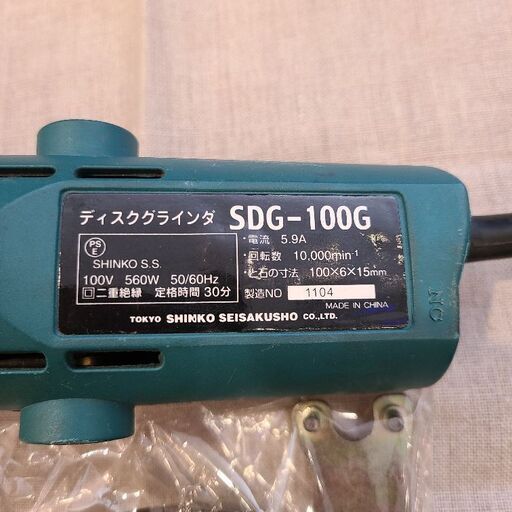 ディスクグラインダ SDG-100G
PS
E
SHINKO S.S.
100V 560W 50/60Hz
回二重絶縁 定格時間 30分
・電流 5.9A
・回転数 10,000min-1
・と石の寸法 100×6×15mm
製造NO 1104
MADE IN CHINA
TOKYO SHINKO SEISAKUSHO CO.,LTD.
ON